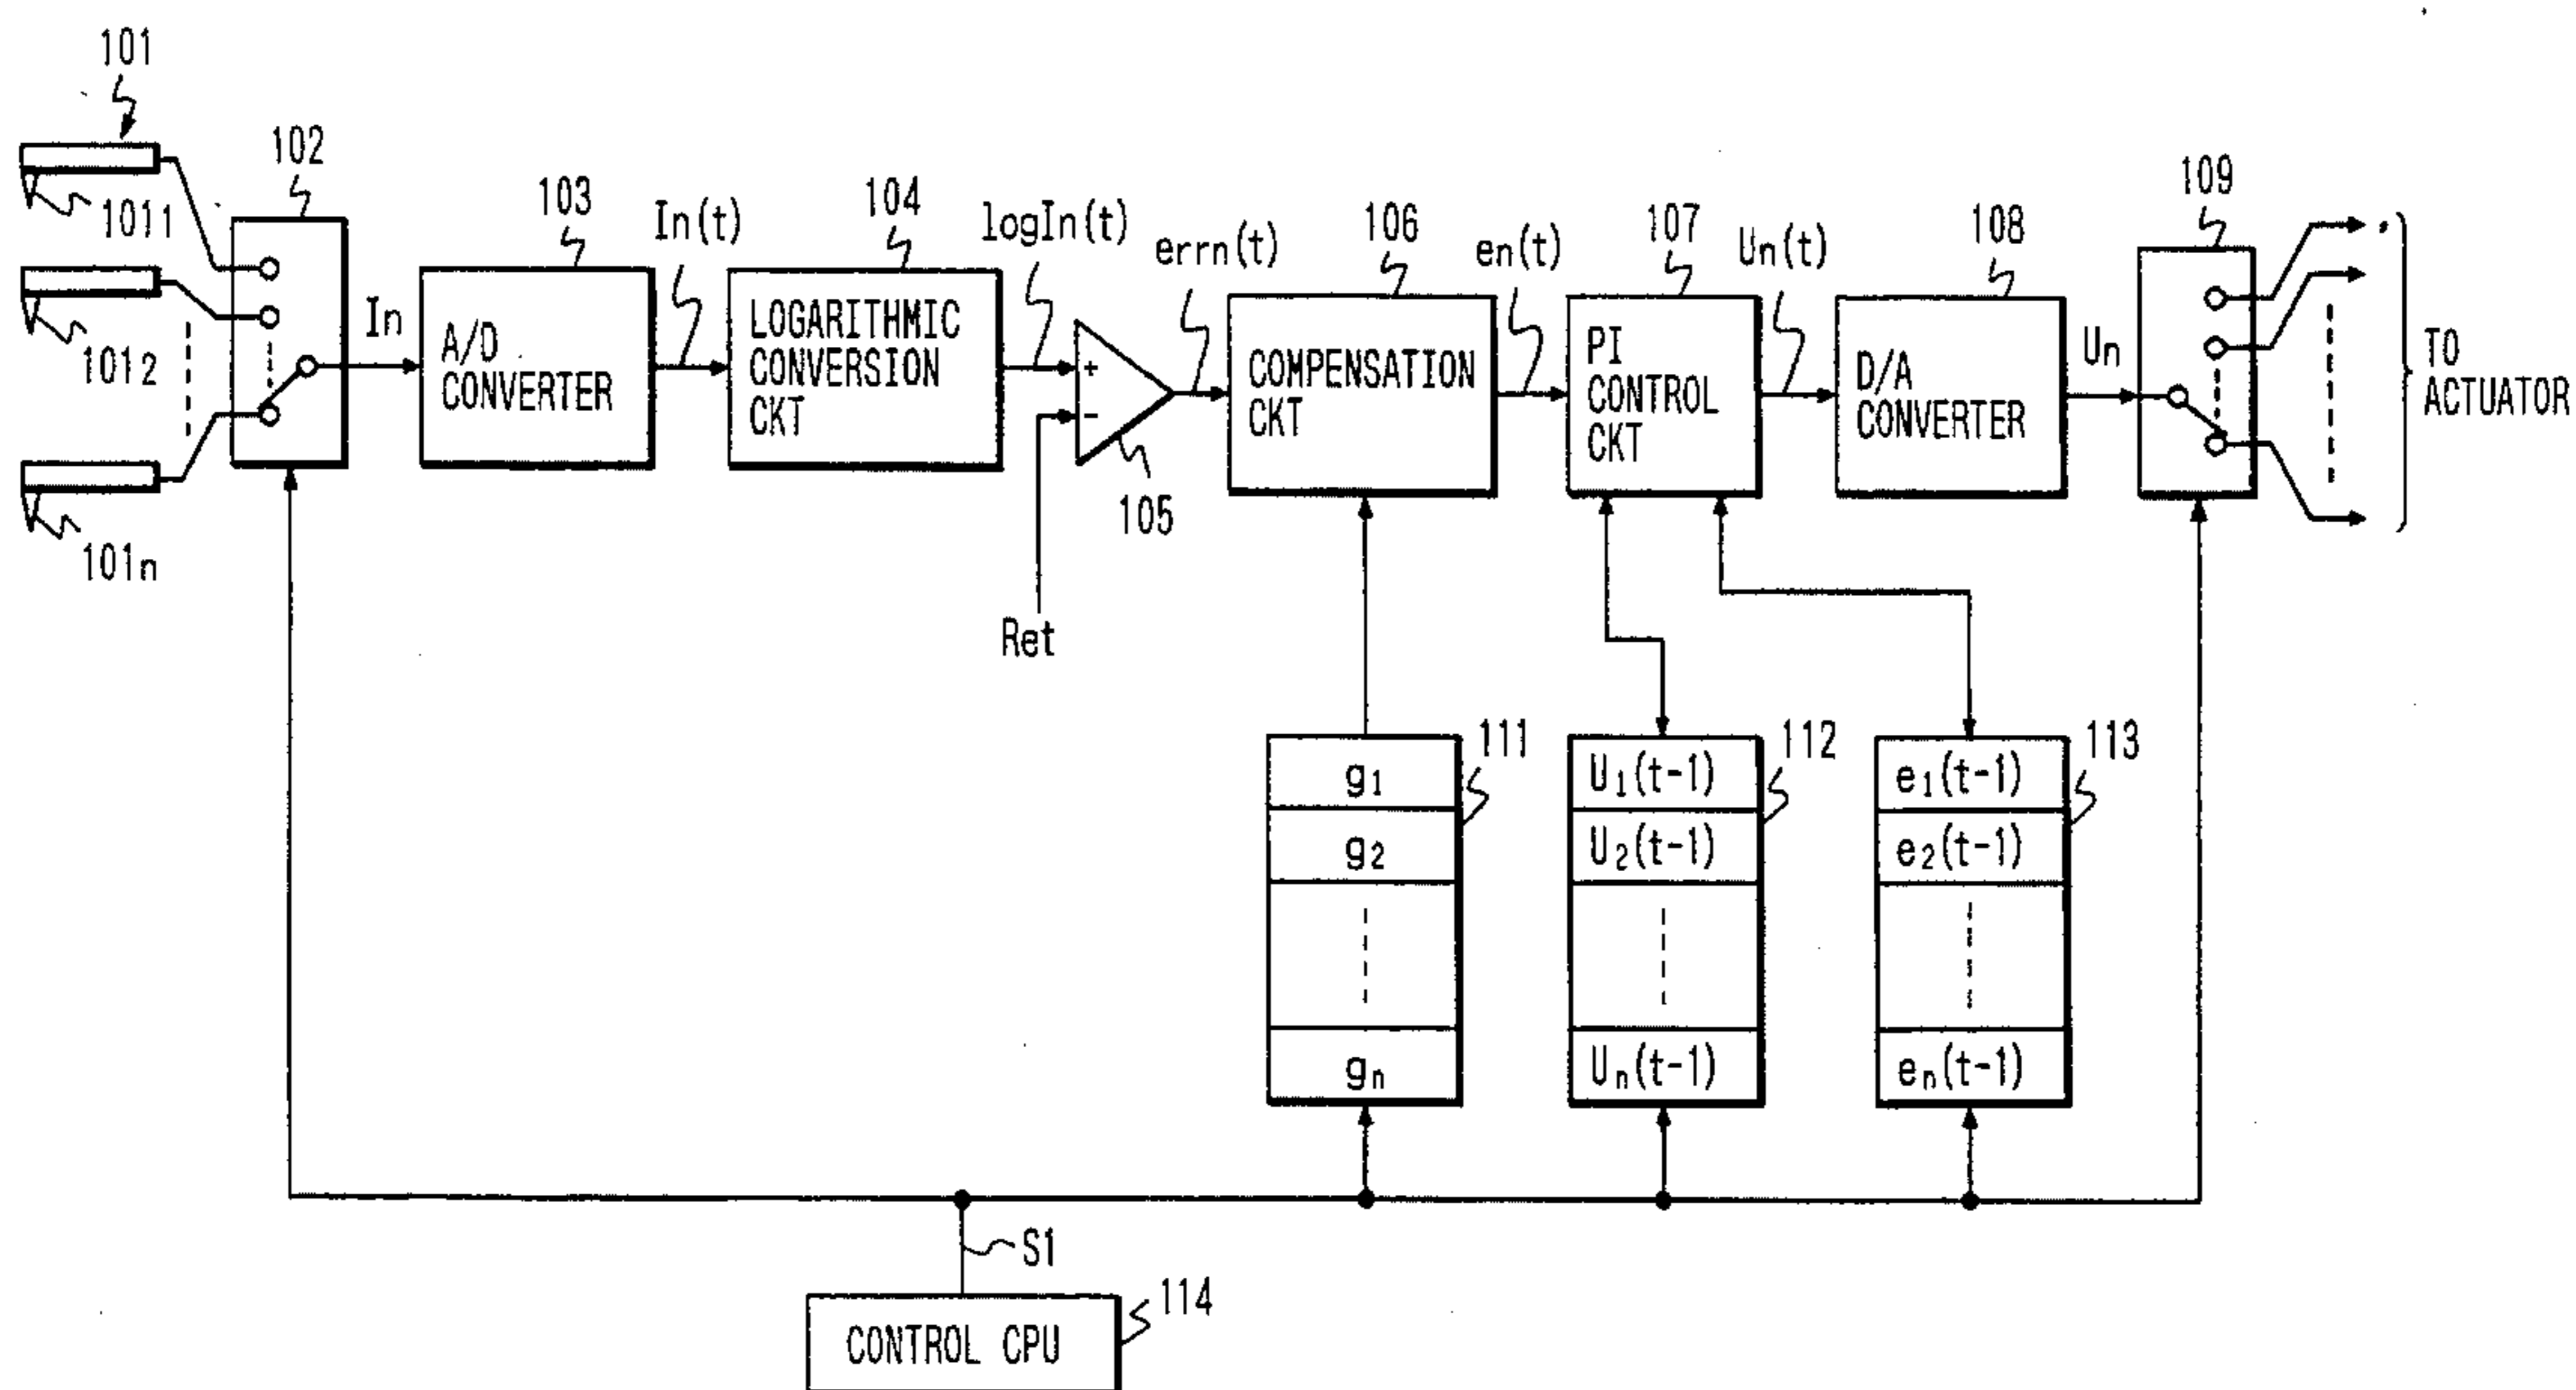 101
102
1011
1012
101n
In
103
A/D
CONVERTER
In(t)
104
LOGARITHMIC
CONVERSION
CKT
logIn(t)
+
−
105
Ret
errn(t)
106
COMPENSATION
CKT
en(t)
107
PI
CONTROL
CKT
Un(t)
108
D/A
CONVERTER
Un
109
TO
ACTUATOR
111
g1
g2
gn
112
U1(t-1)
U2(t-1)
Un(t-1)
113
e1(t-1)
e2(t-1)
en(t-1)
S1
114
CONTROL CPU